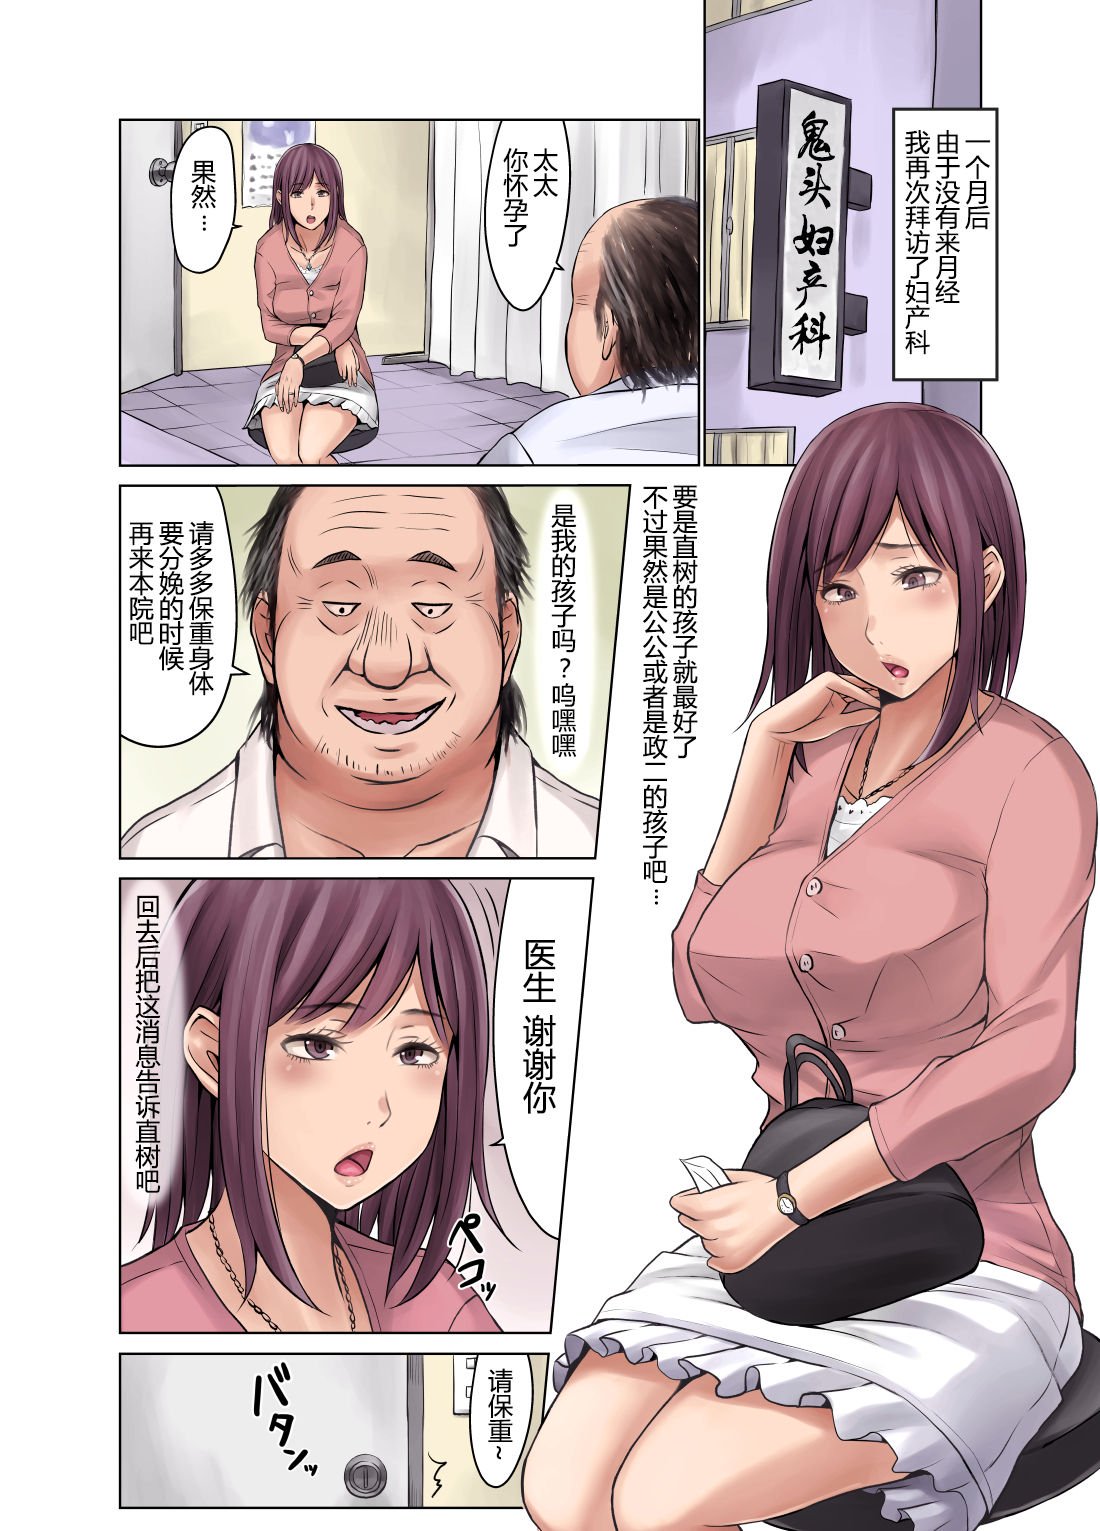 一个月后
由于没有来月经
我再次拜访了妇产科
鬼头妇产科
太太
你怀孕了
果然…
要是直树的孩子就最好了
不过果然是公公或者是政二的孩子吧…
是我的孩子吗？呜嘿嘿
请多多保重身体
要分娩的时候
再来本院吧
医生 谢谢你
回去后把这消息告诉直树吧
ペコッ
请保重~
バタンッ